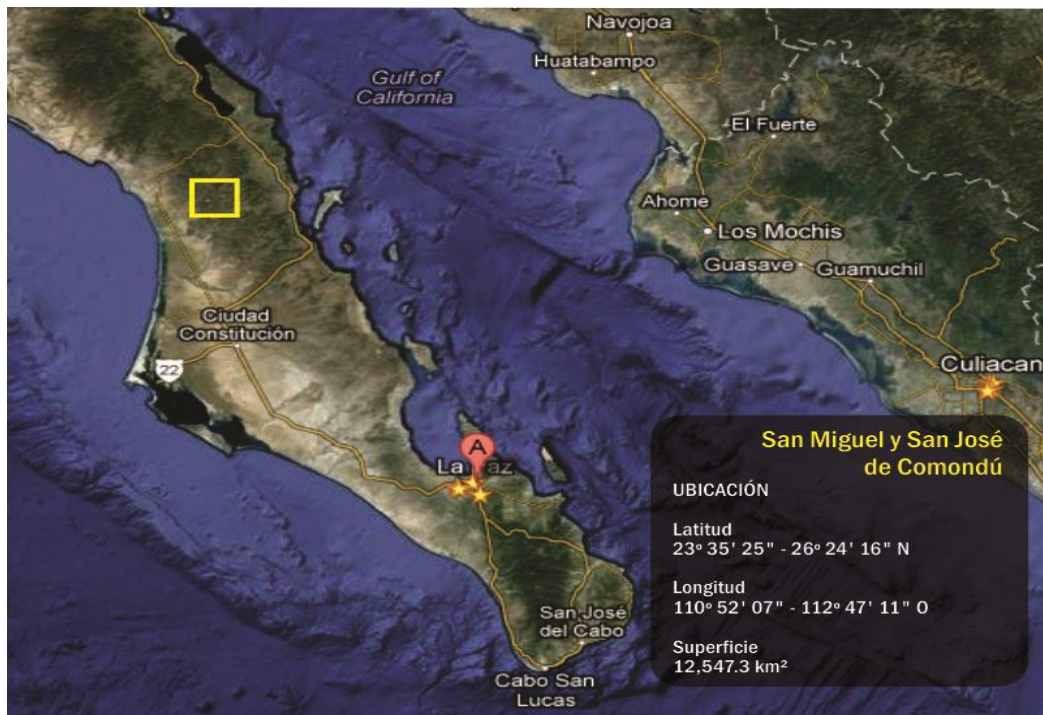 Navojoa
Huatabampo
Gulf of
California
El Fuerte
Ahome
Los Mochis
Guasave
Guamuchil
Ciudad
Constitución
22
Culiacan
A
La Paz
San José
del Cabo
Cabo San
Lucas
San Miguel y San José
de Comondú
UBICACIÓN
Latitud
23º 35' 25" - 26º 24' 16" N
Longitud
110º 52' 07" - 112º 47' 11" O
Superficie
12,547.3 km²